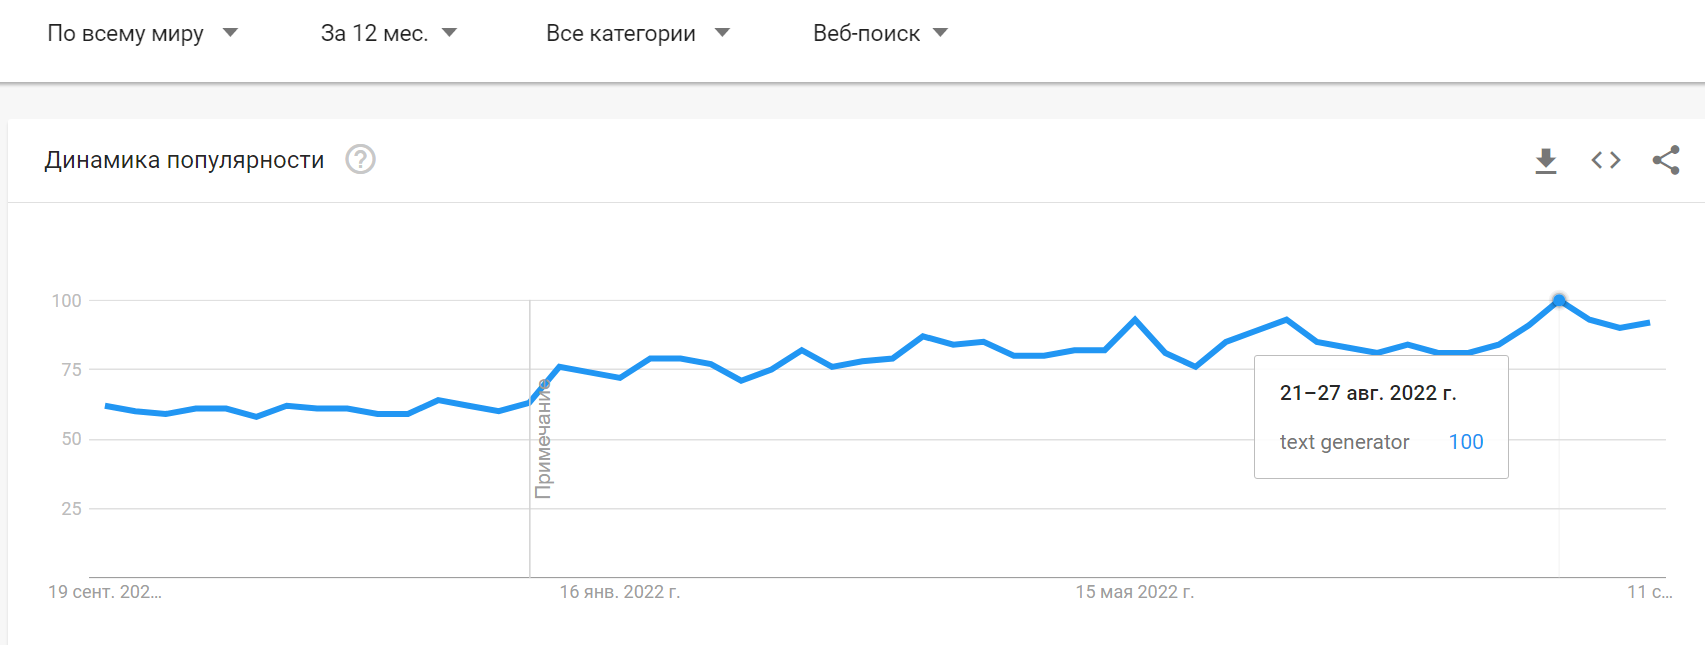 По всему миру За 12 мес. Все категории Веб-поиск
Динамика популярности ?
100
75
50
25
Примечание
21–27 авг. 2022 г.
text generator 100
19 сент. 202... 16 янв. 2022 г. 15 мая 2022 г. 11 с...